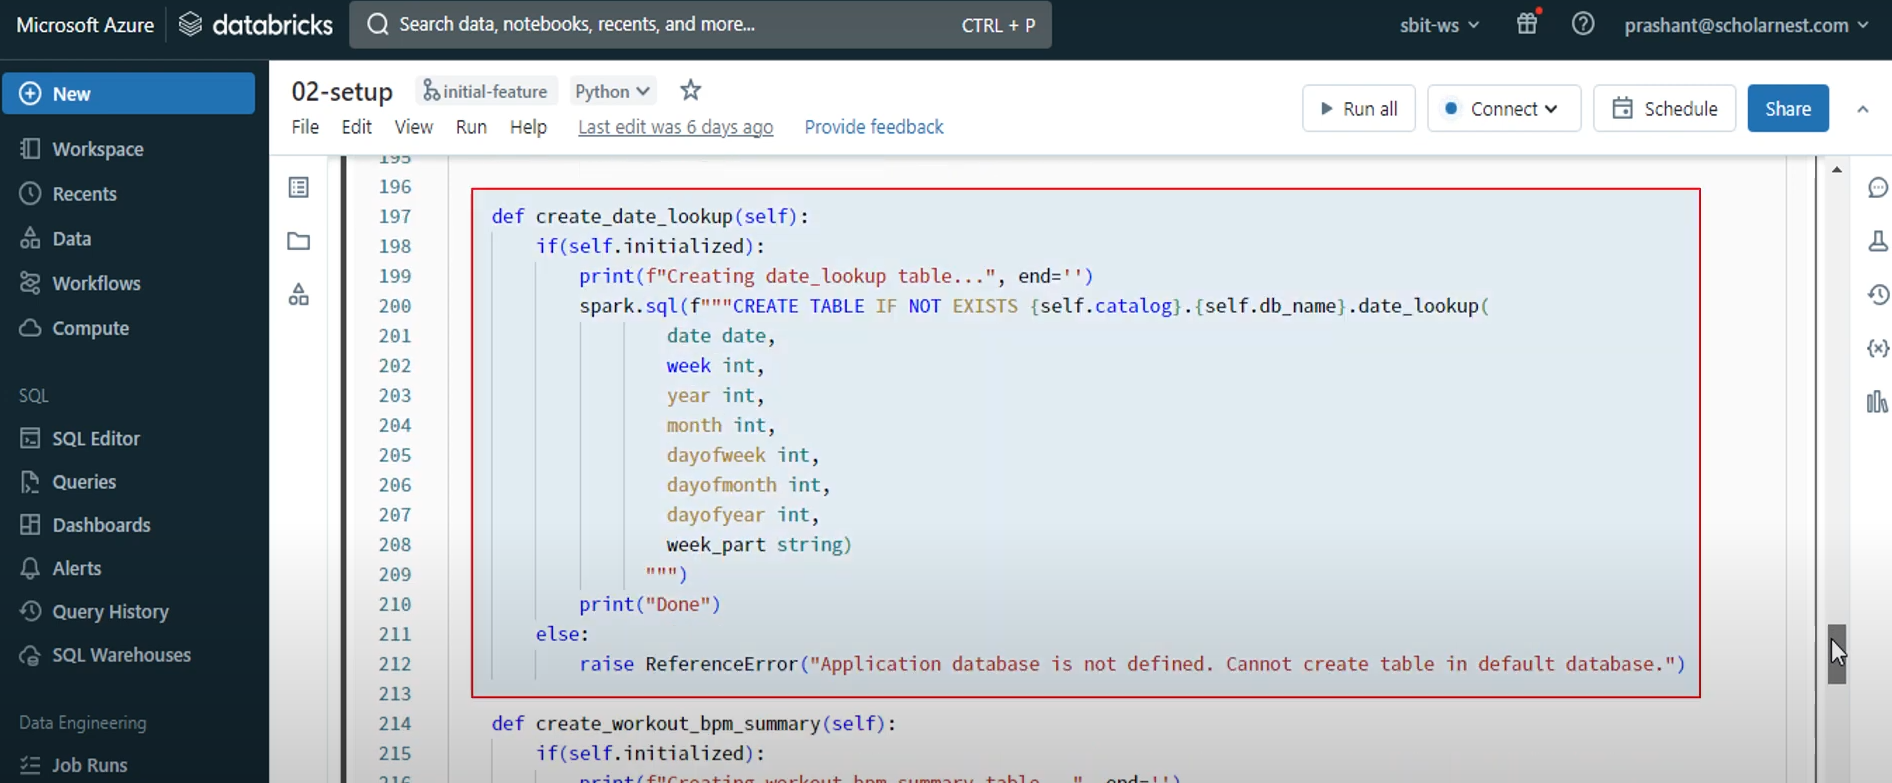 Microsoft Azure databricks Search data, notebooks, recents, and more... CTRL + P sbit-ws prashant@scholarnest.com
New
Workspace
Recents
Data
Workflows
Compute
SQL
SQL Editor
Queries
Dashboards
Alerts
Query History
SQL Warehouses
Data Engineering
Job Runs
02-setup initial-feature Python
File Edit View Run Help Last edit was 6 days ago Provide feedback
Run all Connect Schedule Share
195
196
197 def create_date_lookup(self):
198 if(self.initialized):
199 print(f"Creating date_lookup table...", end='')
200 spark.sql(f"""CREATE TABLE IF NOT EXISTS {self.catalog}.{self.db_name}.date_lookup(
201 date date,
202 week int,
203 year int,
204 month int,
205 dayofweek int,
206 dayofmonth int,
207 dayofyear int,
208 week_part string)
209 """)
210 print("Done")
211 else:
212 raise ReferenceError("Application database is not defined. Cannot create table in default database.")
213
214 def create_workout_bpm_summary(self):
215 if(self.initialized):
216 print(f"Creating workout_bpm_summary table...", end='')